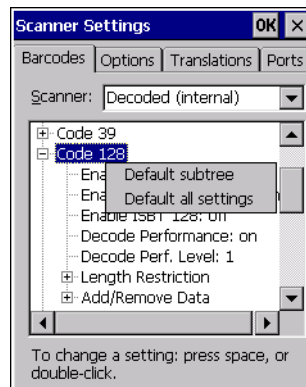 Scanner Settings OK ×
Barcodes Options Translations Ports
Scanner: Decoded (internal)
Code 39
Code 128
Ena
Default subtree
Ena
Default all settings
Enable ISBT 128: off
Decode Performance: on
Decode Perf. Level: 1
Length Restriction
Add/Remove Data
To change a setting: press space, or
double-click.